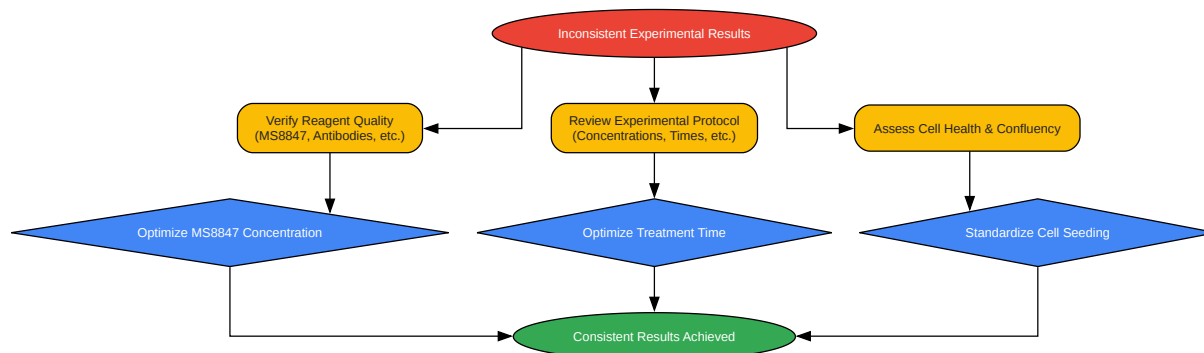 Inconsistent Experimental Results
Verify Reagent Quality
(MS8847, Antibodies, etc.)
Review Experimental Protocol
(Concentrations, Times, etc.)
Assess Cell Health & Confluency
Optimize MS8847 Concentration
Optimize Treatment Time
Standardize Cell Seeding
Consistent Results Achieved